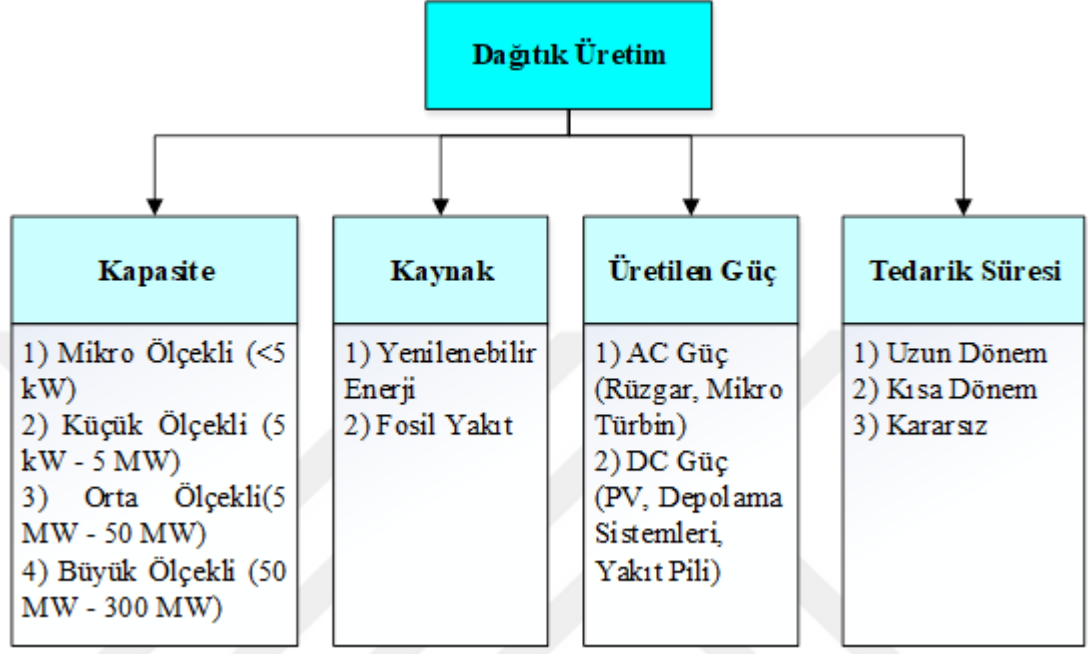 Dağıtık Üretim
Kapasite
1) Mikro Ölçekli (<5
kW)
2) Küçük Ölçekli (5
kW - 5 MW)
3) Orta Ölçekli(5
MW - 50 MW)
4) Büyük Ölçekli (50
MW - 300 MW)
Kaynak
1) Yenilenebilir
Enerji
2) Fosil Yakıt
Üretilen Güç
1) AC Güç
(Rüzgar, Mikro
Türbin)
2) DC Güç
(PV, Depolama
Sistemleri,
Yakıt Pili)
Tedarik Süresi
1) Uzun Dönem
2) Kısa Dönem
3) Kararsız